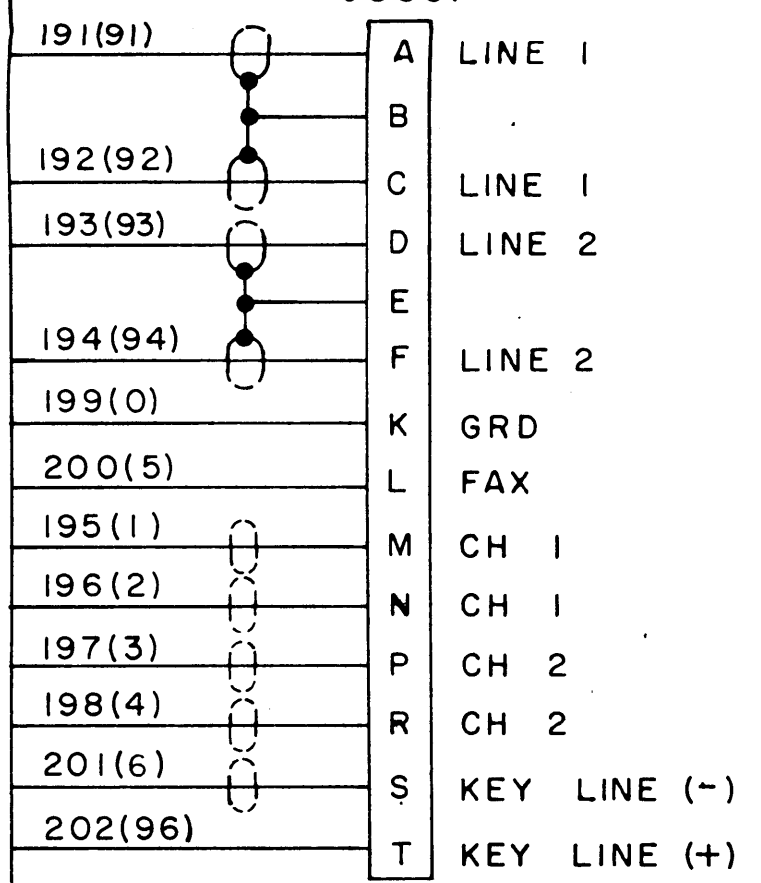 191(91) A LINE 1
B
192(92) C LINE 1
193(93) D LINE 2
E
194(94) F LINE 2
199(0) K GRD
200(5) L FAX
195(1) M CH 1
196(2) N CH 1
197(3) P CH 2
198(4) R CH 2
201(6) S KEY LINE (-)
202(96) T KEY LINE (+)